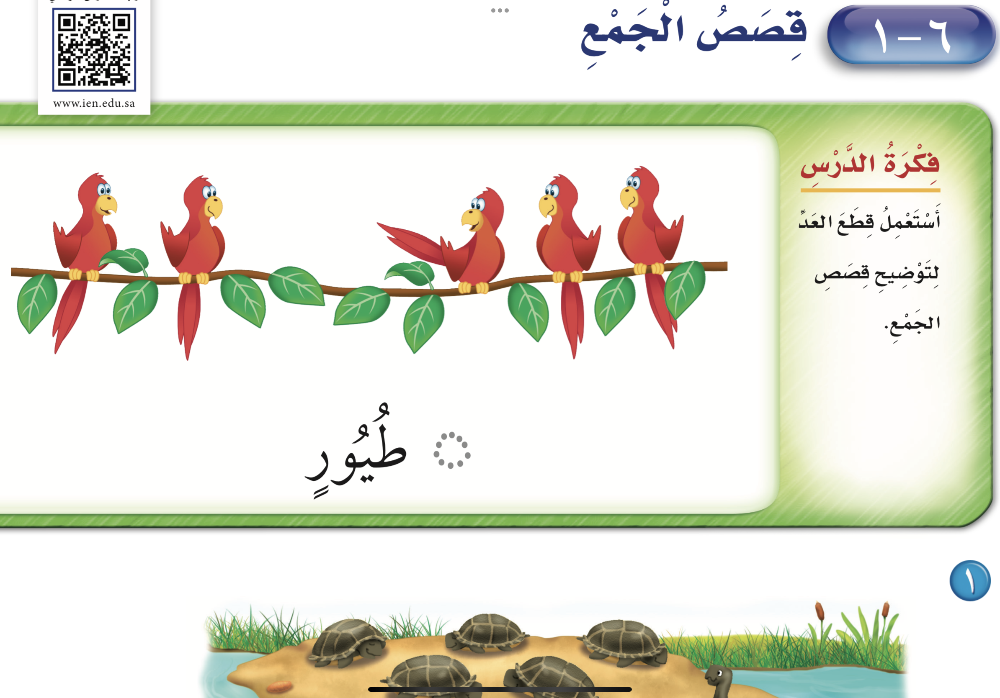 ٦ – ١
قِصَصُ الْجَمْعِ
www.ien.edu.sa
فِكْرَةُ الدَّرْسِ
أَسْتَعْمِلُ قِطَعَ العَدِّ
لِتَوْضِيحِ قِصَصِ
الجَمْعِ.
طُيُورٍ
١